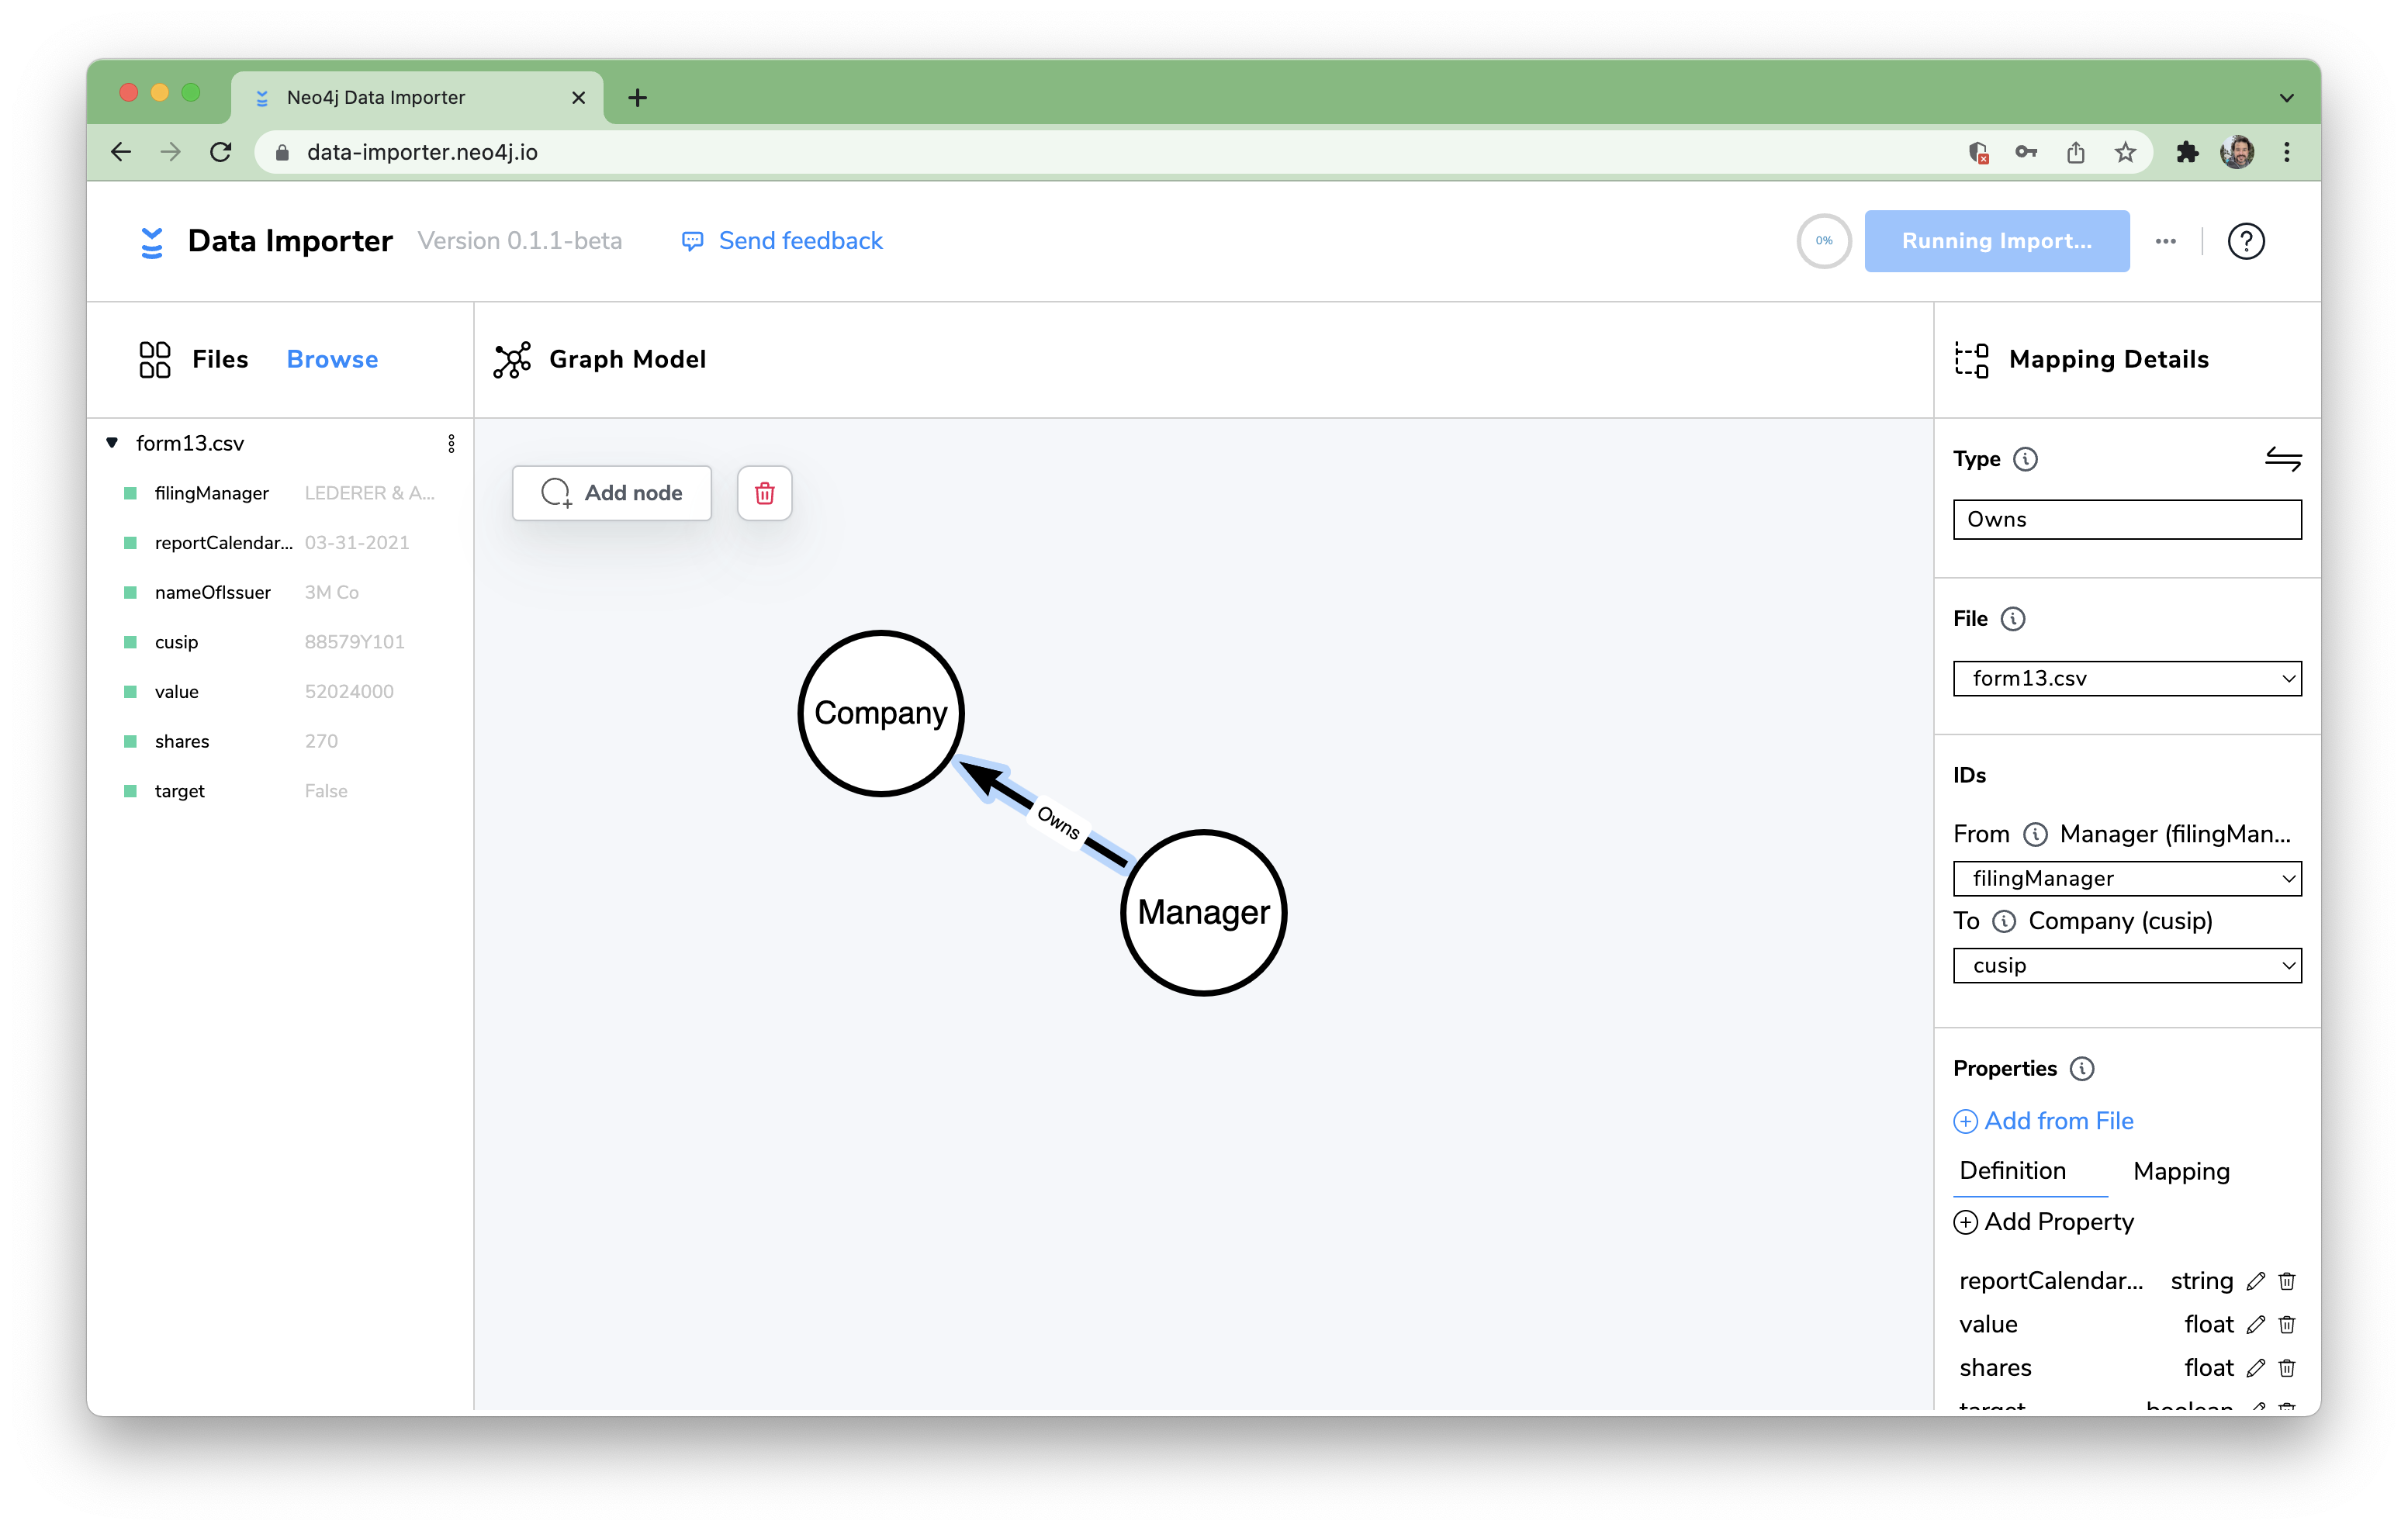 Neo4j Data Importer
data-importer.neo4j.io
Data Importer Version 0.1.1-beta Send feedback 0% Running Import...
Files Browse
Graph Model
Mapping Details
form13.csv
filingManager LEDERER & A...
reportCalendar... 03-31-2021
nameOfIssuer 3M Co
cusip 88579Y101
value 52024000
shares 270
target False
Add node
Company
Owns
Manager
Type
Owns
File
form13.csv
IDs
From Manager (filingMan...
filingManager
To Company (cusip)
cusip
Properties
Add from File
Definition Mapping
Add Property
reportCalendar... string
value float
shares float
target boolean